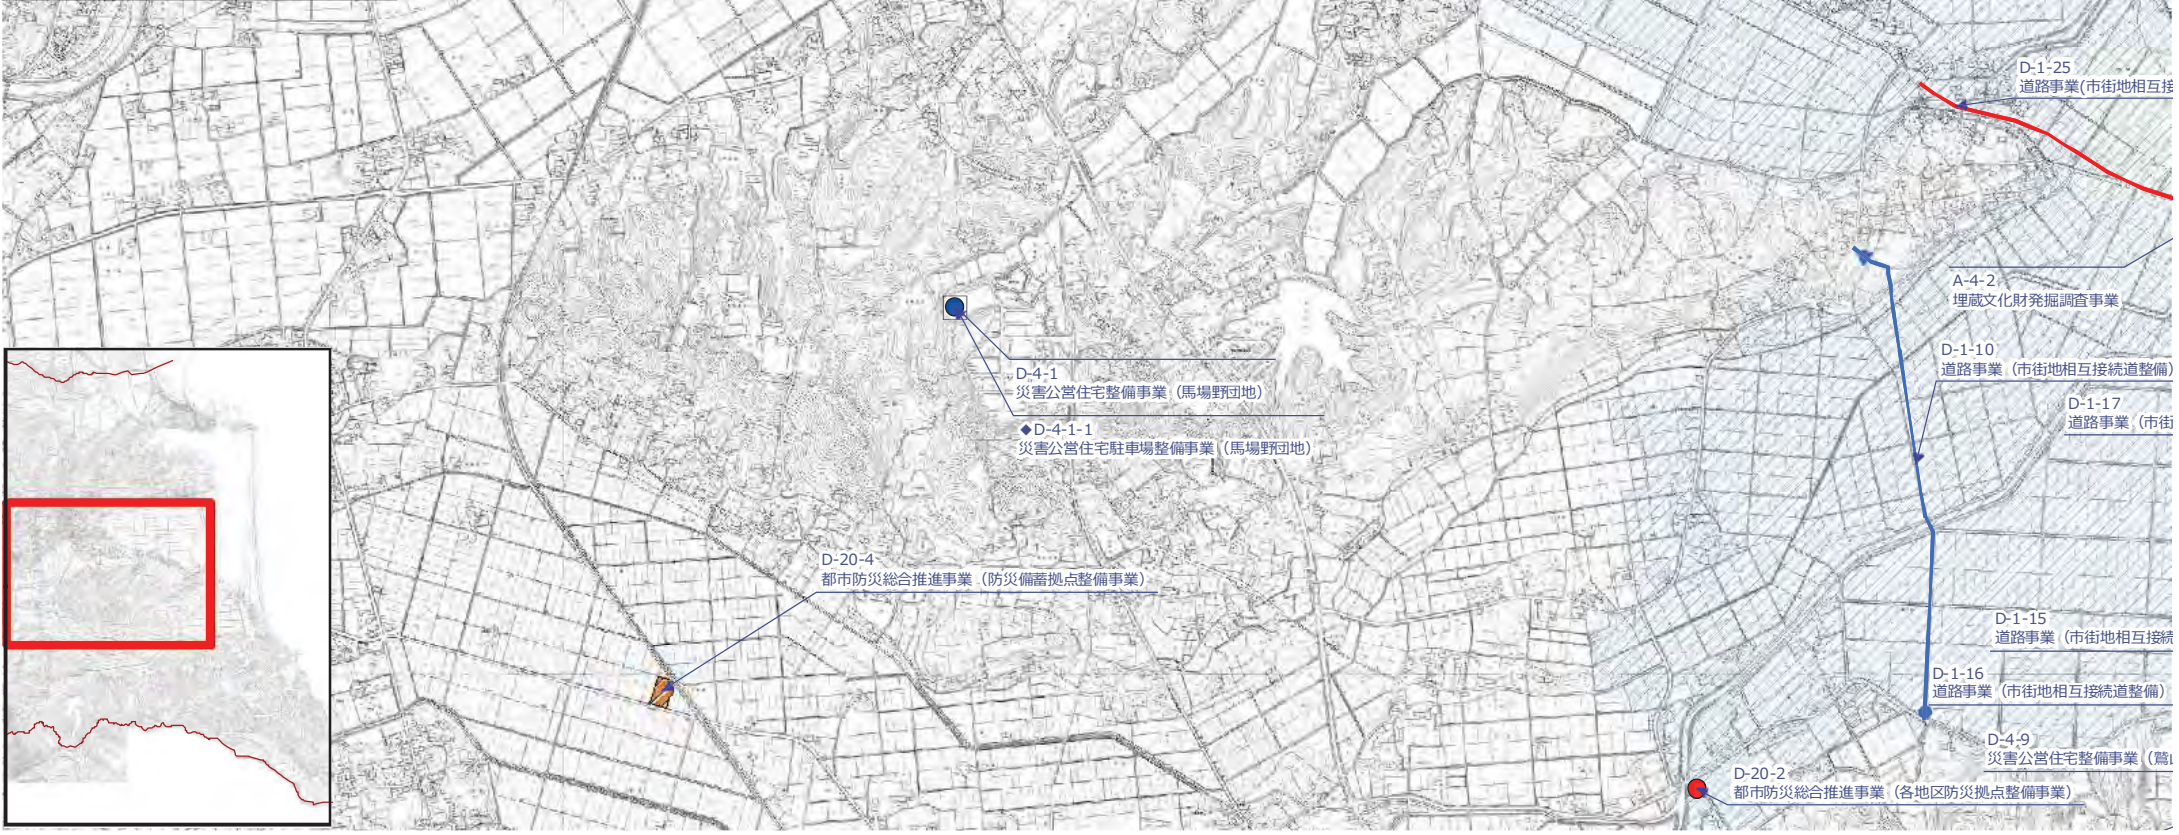 D-1-25
道路事業(市街地相互接
A-4-2
埋蔵文化財発掘調査事業
D-1-10
道路事業（市街地相互接続道整備）
D-4-1
災害公営住宅整備事業（馬場野団地）
D-1-17
道路事業（市街
◆D-4-1-1
災害公営住宅駐車場整備事業（馬場野団地）
D-20-4
都市防災総合推進事業（防災備蓄拠点整備事業）
D-1-15
道路事業（市街地相互接続
D-1-16
道路事業（市街地相互接続道整備）
D-4-9
災害公営住宅整備事業（鷲
D-20-2
都市防災総合推進事業（各地区防災拠点整備事業）